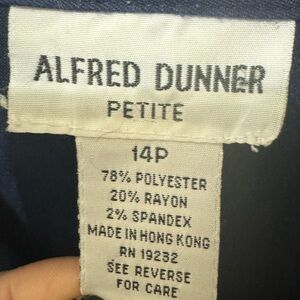 ALFRED DUNNER
PETITE
14P
78% POLYESTER
20% RAYON
2% SPANDEX
MADE IN HONG KONG
RN 19232
SEE REVERSE
FOR CARE